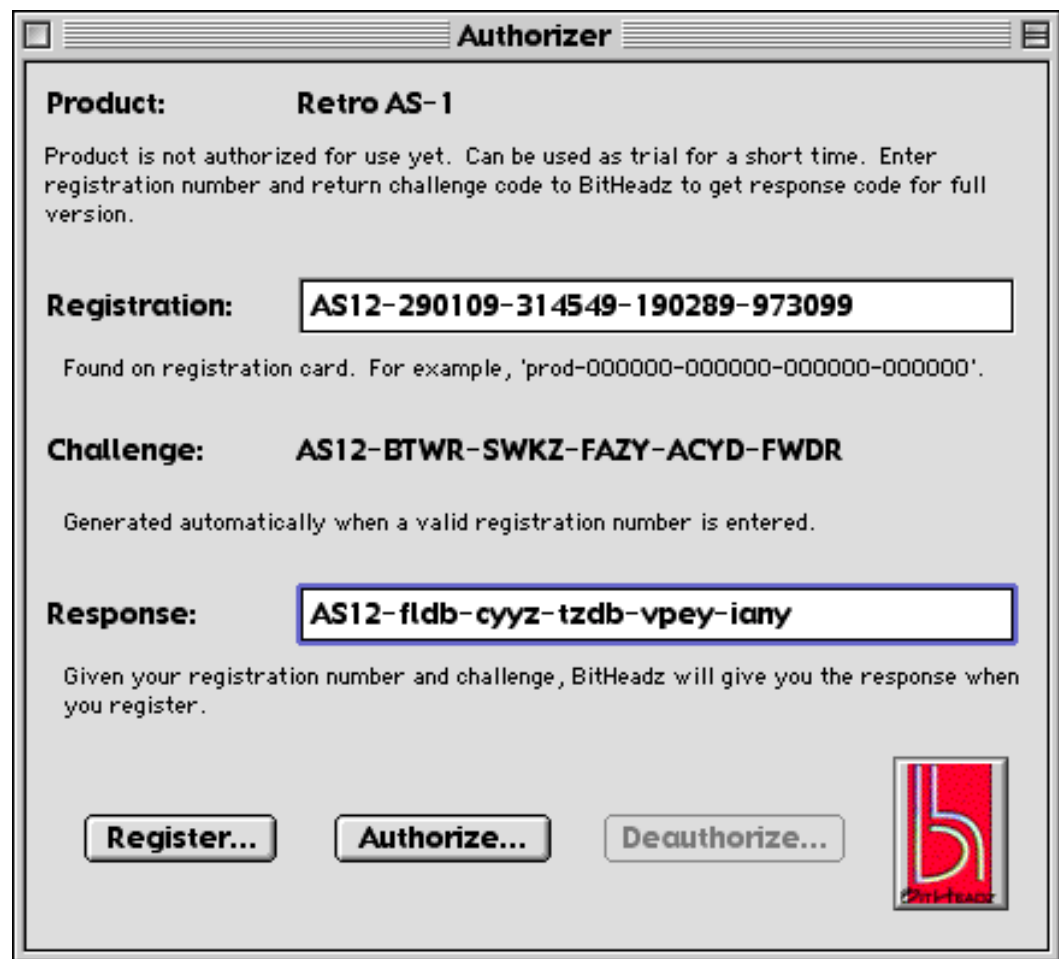 Authorizer
Product: Retro AS-1
Product is not authorized for use yet. Can be used as trial for a short time. Enter
registration number and return challenge code to BitHeadz to get response code for full
version.
Registration: AS12-290109-314549-190289-973099
Found on registration card. For example, 'prod-000000-000000-000000-000000'.
Challenge: AS12-BTWR-SWKZ-FAZY-ACYD-FWDR
Generated automatically when a valid registration number is entered.
Response: AS12-fldb-cyyz-tzdb-vpey-iany
Given your registration number and challenge, BitHeadz will give you the response when
you register.
Register... Authorize... Deauthorize...
bh
BITHEADZ